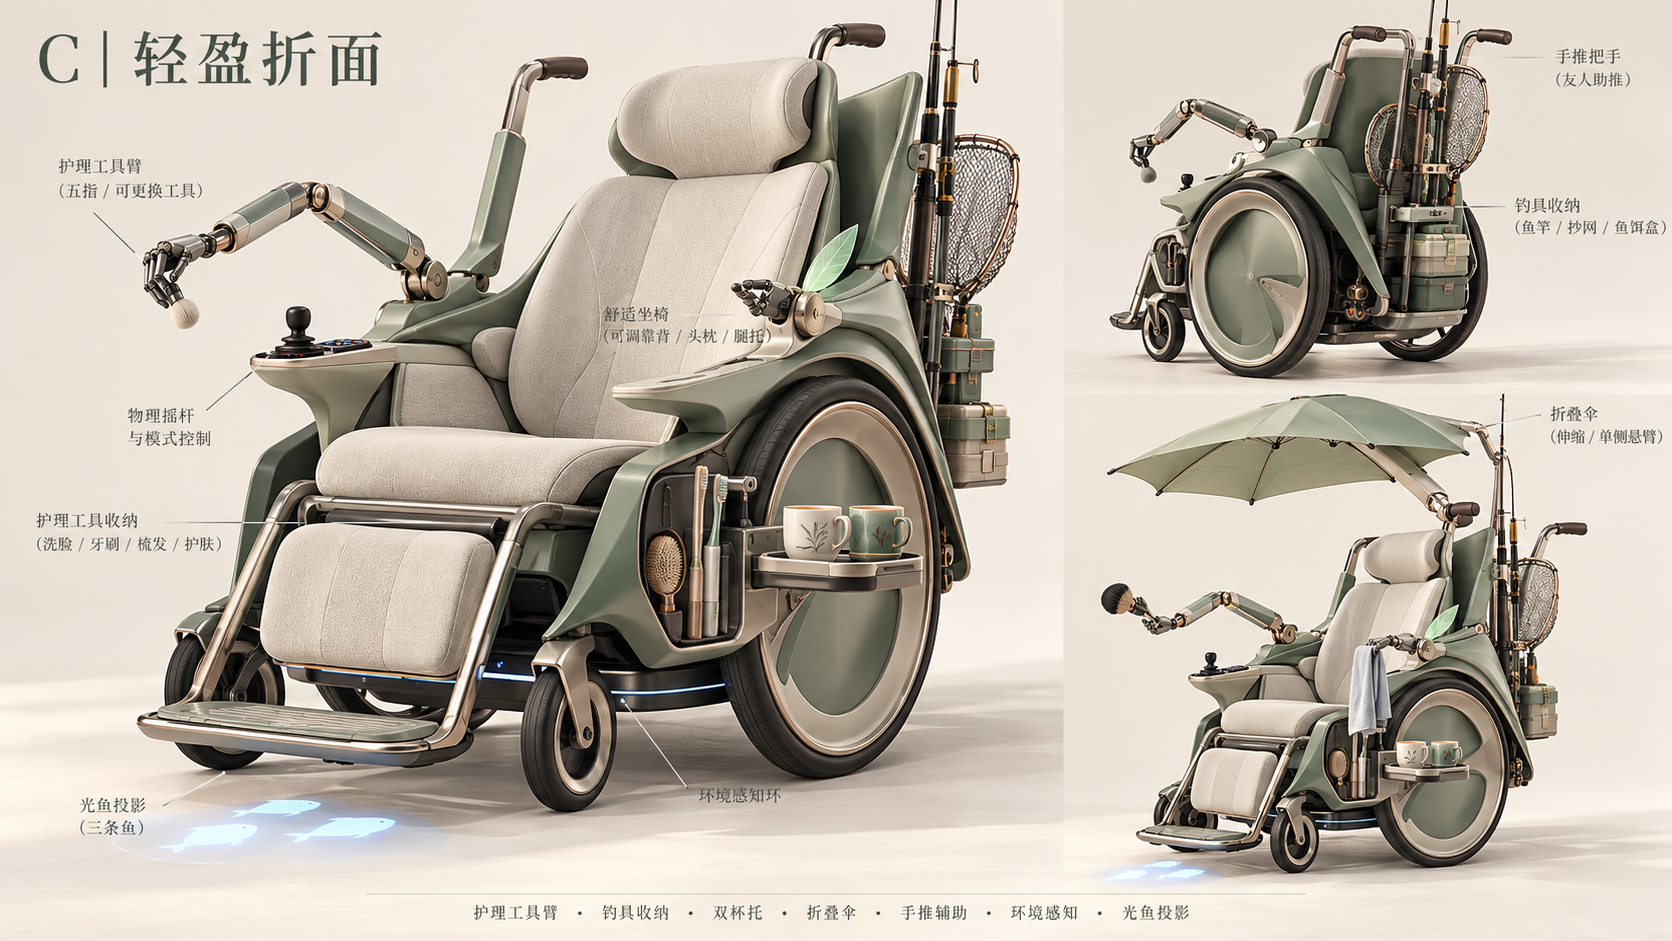 C | 轻盈折面
护理工具臂
（五指 / 可更换工具）
舒适坐椅
（可调靠背 / 头枕 / 腿托）
物理摇杆
与模式控制
护理工具收纳
（洗脸 / 牙刷 / 梳发 / 护肤）
光鱼投影
（三条鱼）
环境感知环
手推把手
（友人助推）
钓具收纳
（鱼竿 / 抄网 / 鱼饵盒）
折叠伞
（伸缩 / 单侧悬臂）
护理工具臂 • 钓具收纳 • 双杯托 • 折叠伞 • 手推辅助 • 环境感知 • 光鱼投影